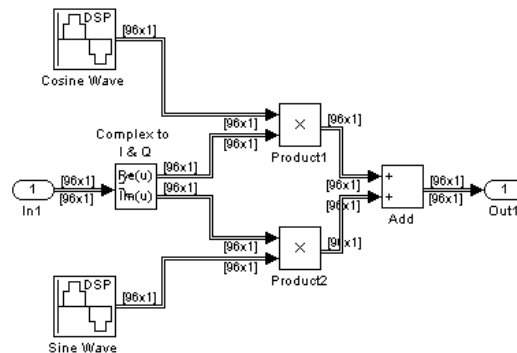 DSP
[96x1]
Cosine Wave
[96x1]
[96x1]
×
Product1
[96x1]
[96x1]
Complex to
I & Q
Re(u)
Im(u)
[96x1]
[96x1]
1
In1
[96x1]
[96x1]
[96x1]
[96x1]
+
+
Add
[96x1]
[96x1]
1
Out1
[96x1]
[96x1]
×
Product2
[96x1]
DSP
[96x1]
Sine Wave